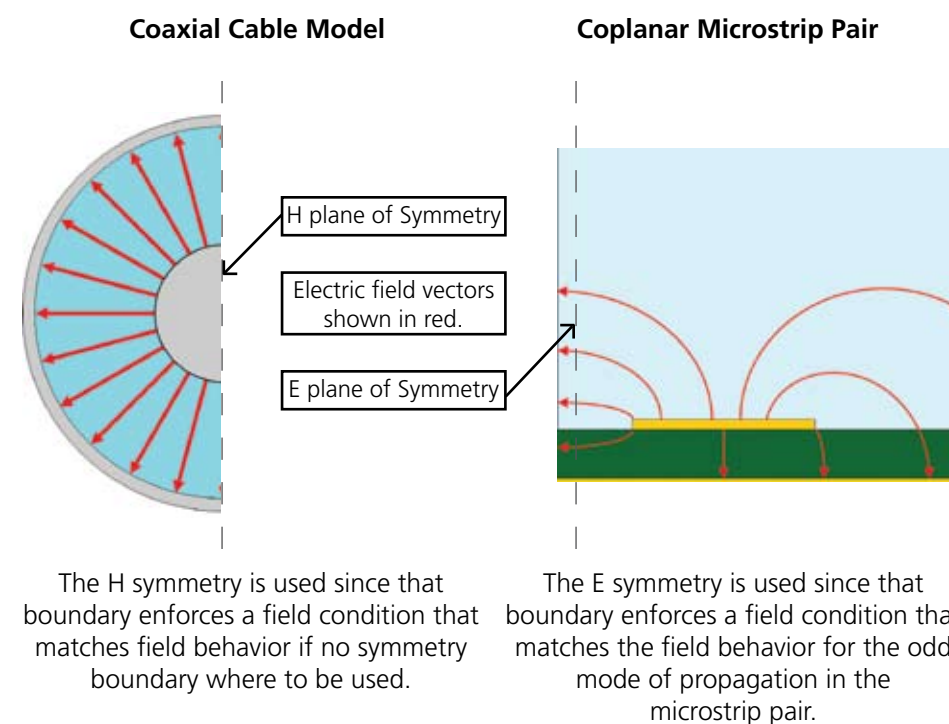 Coaxial Cable Model
Coplanar Microstrip Pair
H plane of Symmetry
Electric field vectors
shown in red.
E plane of Symmetry
The H symmetry is used since that
boundary enforces a field condition that
matches field behavior if no symmetry
boundary where to be used.
The E symmetry is used since that
boundary enforces a field condition tha
matches the field behavior for the odd
mode of propagation in the
microstrip pair.